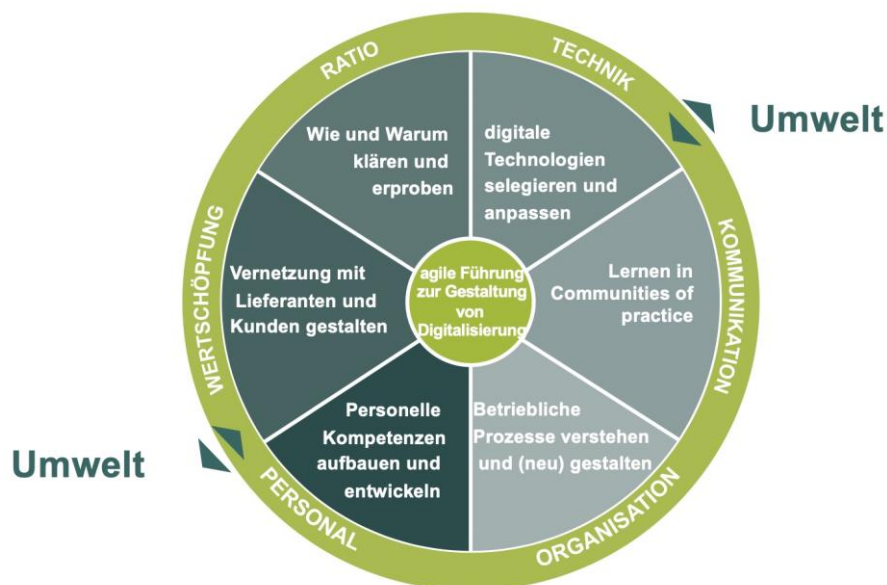 RATIO
TECHNIK
Umwelt
Wie und Warum
klären und
erproben
digitale
Technologien
selegieren und
anpassen
WERTSCHÖPFUNG
KOMMUNIKATION
Vernetzung mit
Lieferanten und
Kunden gestalten
agile Führung
zur Gestaltung
von
Digitalisierung
Lernen in
Communities of
practice
Personelle
Kompetenzen
aufbauen und
entwickeln
Betriebliche
Prozesse verstehen
und (neu) gestalten
Umwelt
PERSONAL
ORGANISATION